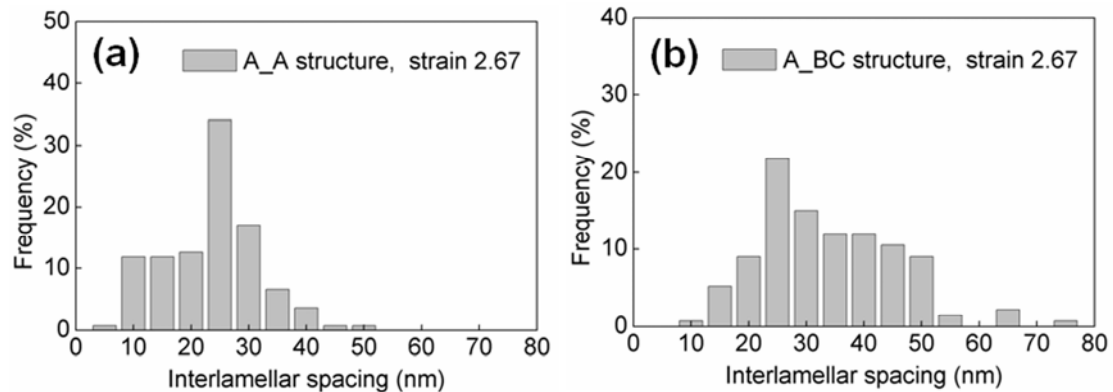 (a)
A_A structure, strain 2.67
Frequency (%)
50
40
30
20
10
0
10 20 30 40 50 60 70 80
Interlamellar spacing (nm)
(b)
A_BC structure, strain 2.67
Frequency (%)
40
30
20
10
0
0 10 20 30 40 50 60 70 80
Interlamellar spacing (nm)